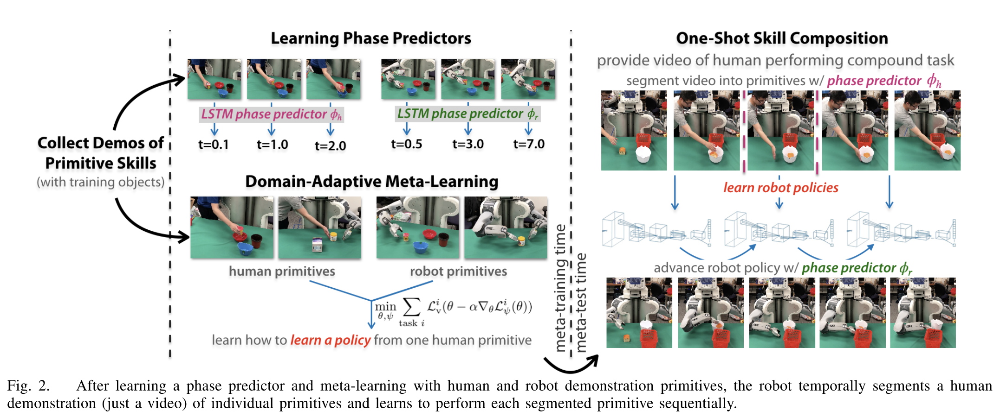 Collect Demos of
Primitive Skills
(with training objects)
Learning Phase Predictors
LSTM phase predictor ϕh
t=0.1 t=1.0 t=2.0
LSTM phase predictor ϕr
t=0.5 t=3.0 t=7.0
Domain-Adaptive Meta-Learning
human primitives
robot primitives
min θ,ψ ∑ task i ℒ^i_v(θ − α∇_θ ℒ^i_ψ(θ))
learn how to learn a policy from one human primitive
meta-training time
meta-test time
One-Shot Skill Composition
provide video of human performing compound task
segment video into primitives w/ phase predictor ϕh
learn robot policies
advance robot policy w/ phase predictor ϕr
Fig. 2. After learning a phase predictor and meta-learning with human and robot demonstration primitives, the robot temporally segments a human
demonstration (just a video) of individual primitives and learns to perform each segmented primitive sequentially.